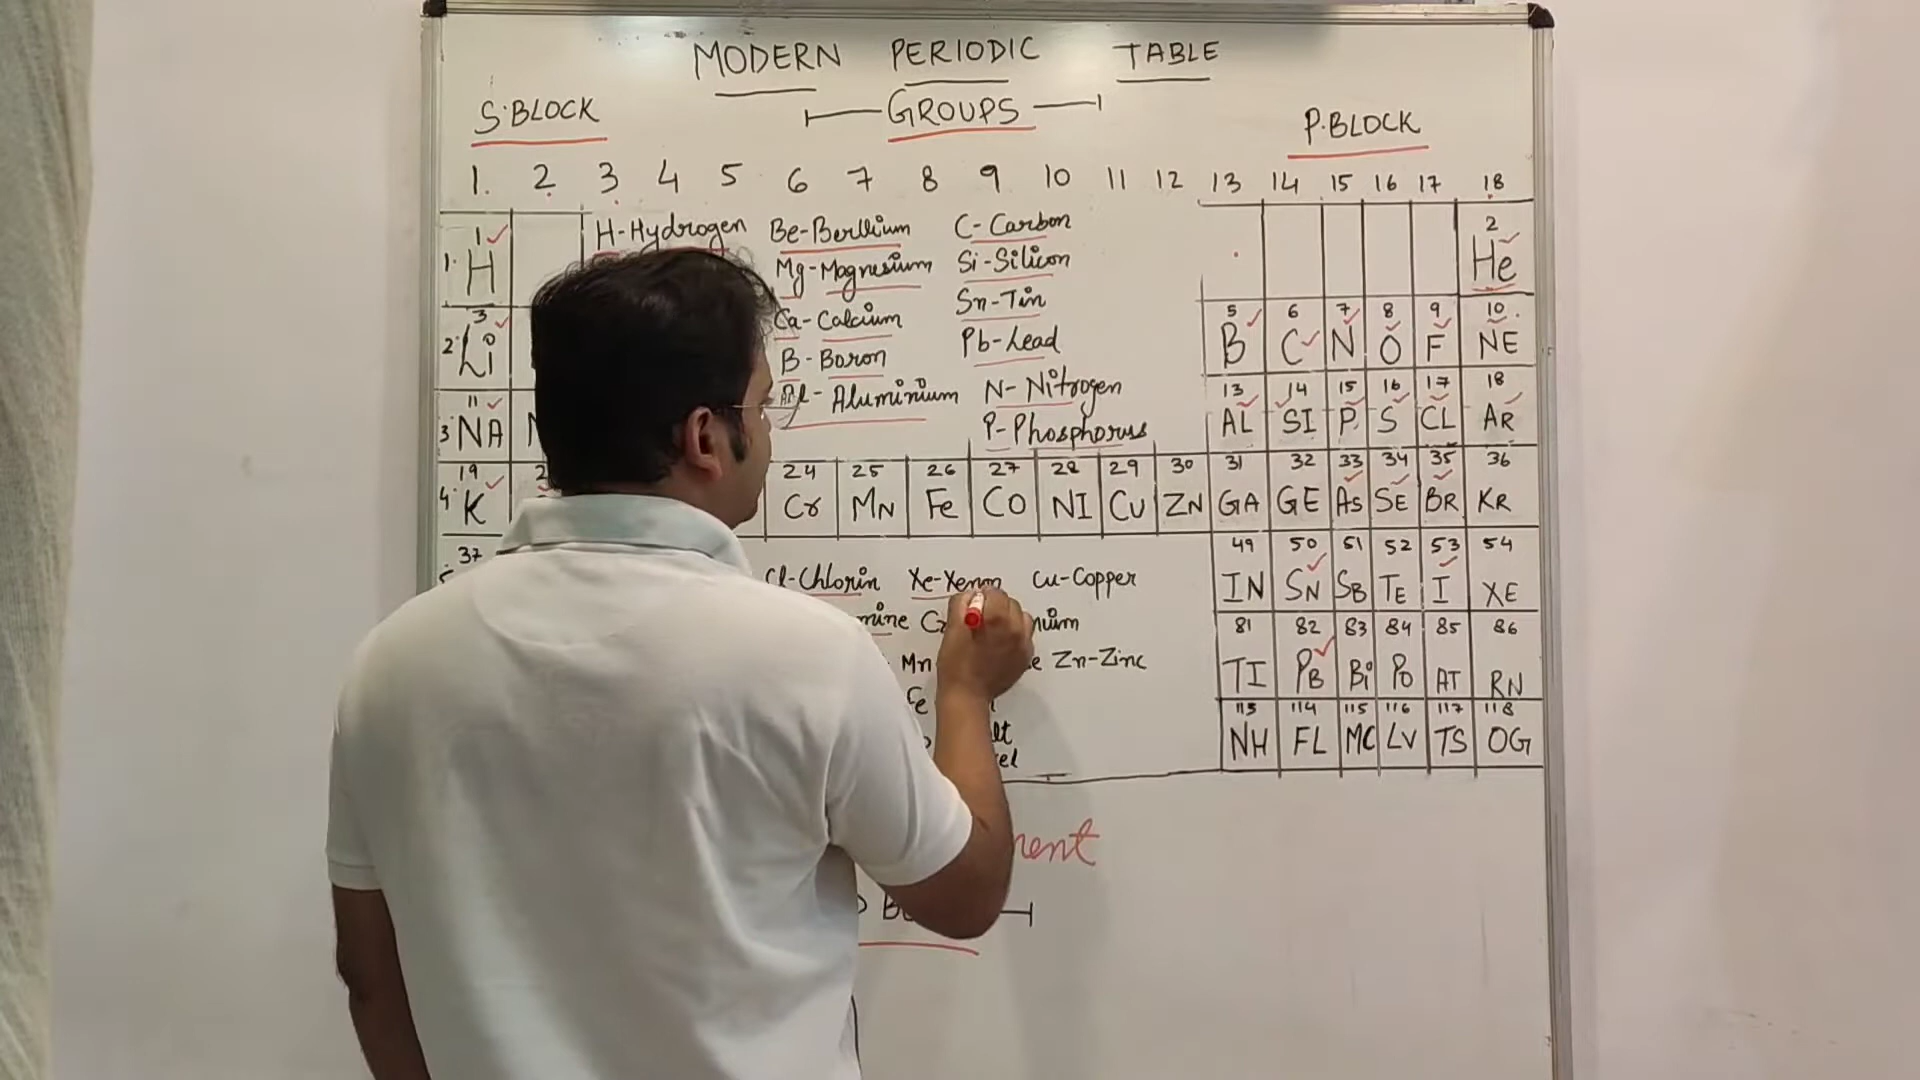 MODERN PERIODIC TABLE
S.BLOCK GROUPS P.BLOCK
1. 2 3 4 5 6 7 8 9 10 11 12 13 14 15 16 17 18
1 H-Hydrogen Be-Berllium C-Carbon 2
1. H Mg-Magnesium Si-Silicon He
3 Ca-Calcium Sn-Tin 5 6 7 8 9 10
2 Li B-Boron Pb-Lead B C N O F NE
11 Al-Aluminium N-Nitrogen 13 14 15 16 17 18
3 NA P-Phosphorus AL SI P S CL AR
19 24 25 26 27 28 29 30 31 32 33 34 35 36
4 K Cr MN Fe CO NI CU ZN GA GE AS SE BR KR
37 49 50 51 52 53 54
Cl-Chlorin Xe-Xenon Cu-Copper IN SN SB TE I XE
81 82 83 84 85 86
Mn Zn-Zinc TI PB Bi PO AT RN
113 114 115 116 117 118
NH FL MC LV TS OG